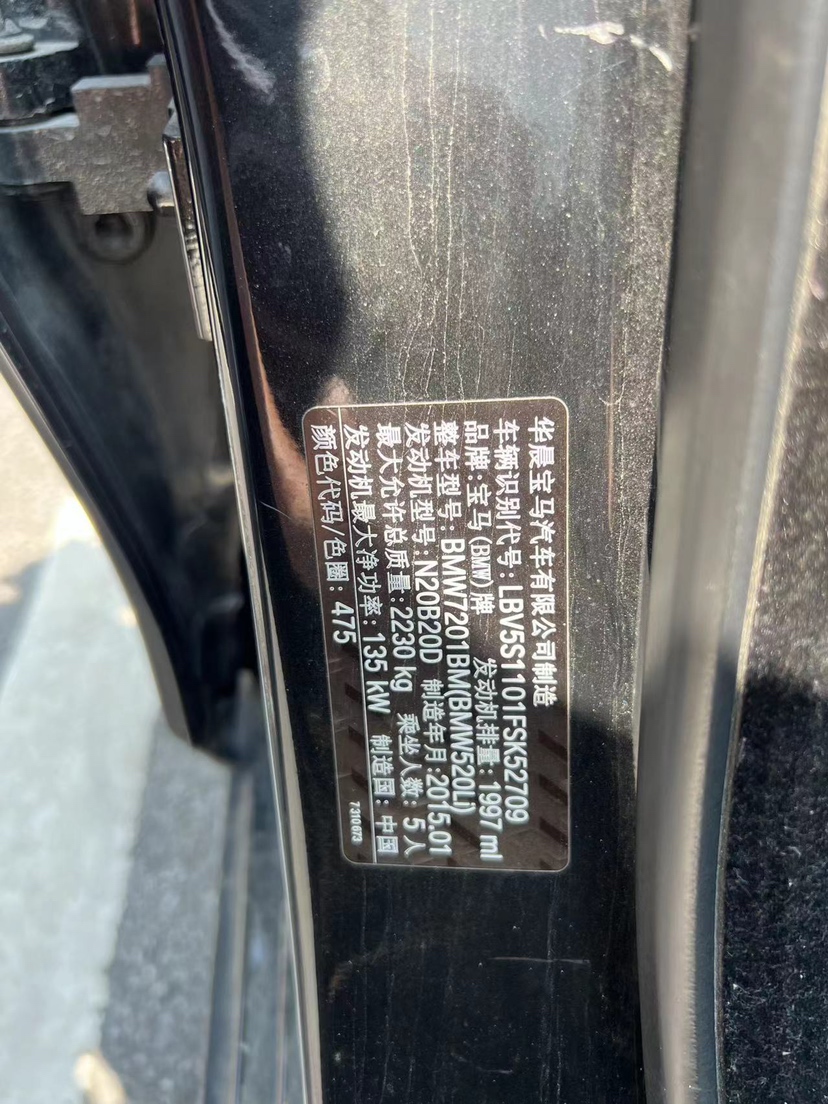 华晨宝马汽车有限公司制造
车辆识别代号: LBV5S1101FSK52709
品牌:宝马(BMW)牌 发动机排量: 1997 ml
整车型号: BMW7201BM(BMW520Li)
发动机型号: N20B20D 制造年月:2015.01
最大允许总质量: 2230 kg 乘坐人数: 5 人
发动机最大净功率: 135 kW 制造国: 中国
颜色代码/色圈: 475
7 310 673